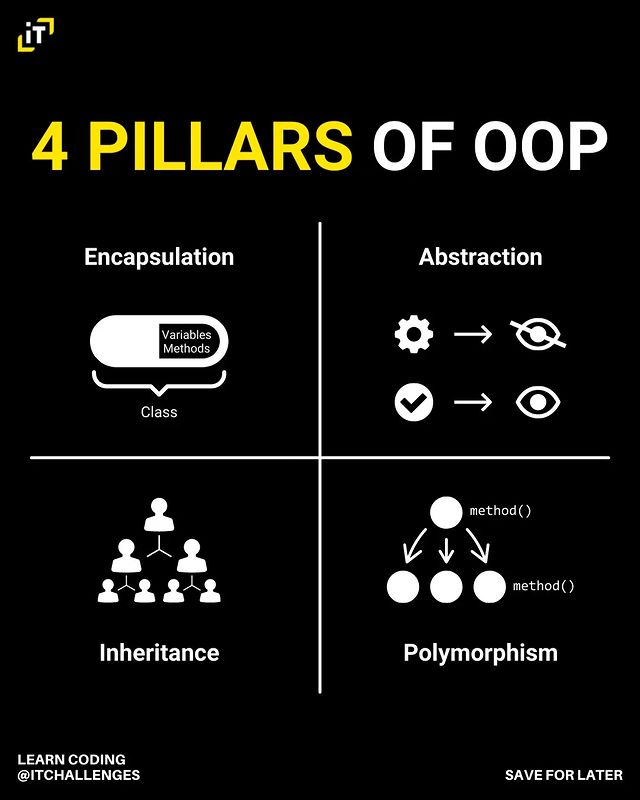 iT
4 PILLARS OF OOP
Encapsulation
Abstraction
Variables
Methods
Class
method()
method()
Inheritance
Polymorphism
LEARN CODING
@ITCHALLENGES
SAVE FOR LATER